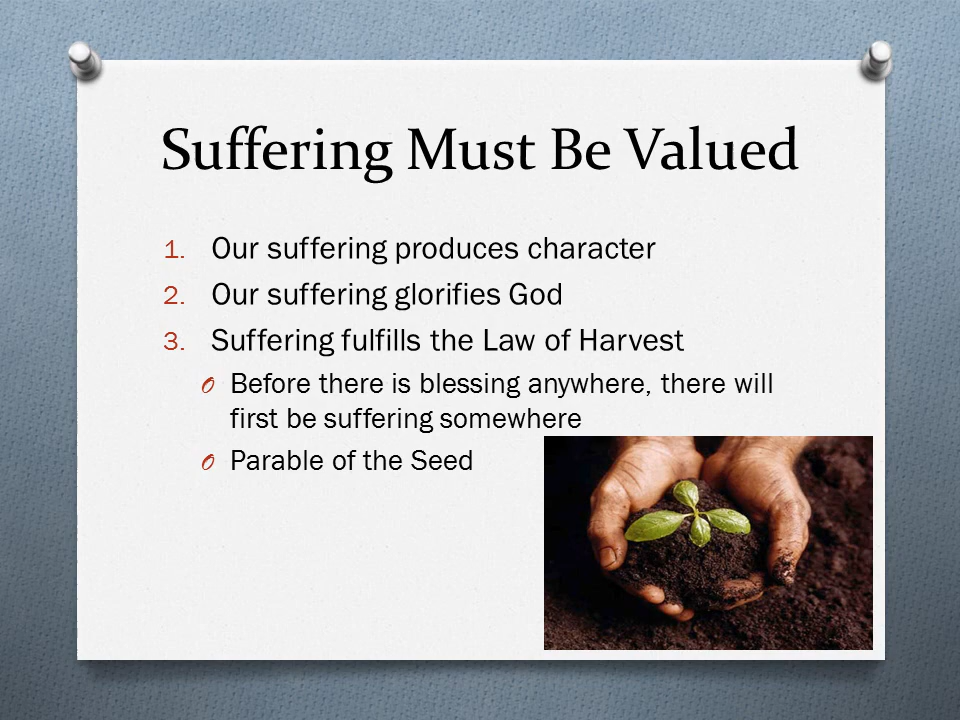 Suffering Must Be Valued
1. Our suffering produces character
2. Our suffering glorifies God
3. Suffering fulfills the Law of Harvest
O Before there is blessing anywhere, there will
first be suffering somewhere
O Parable of the Seed